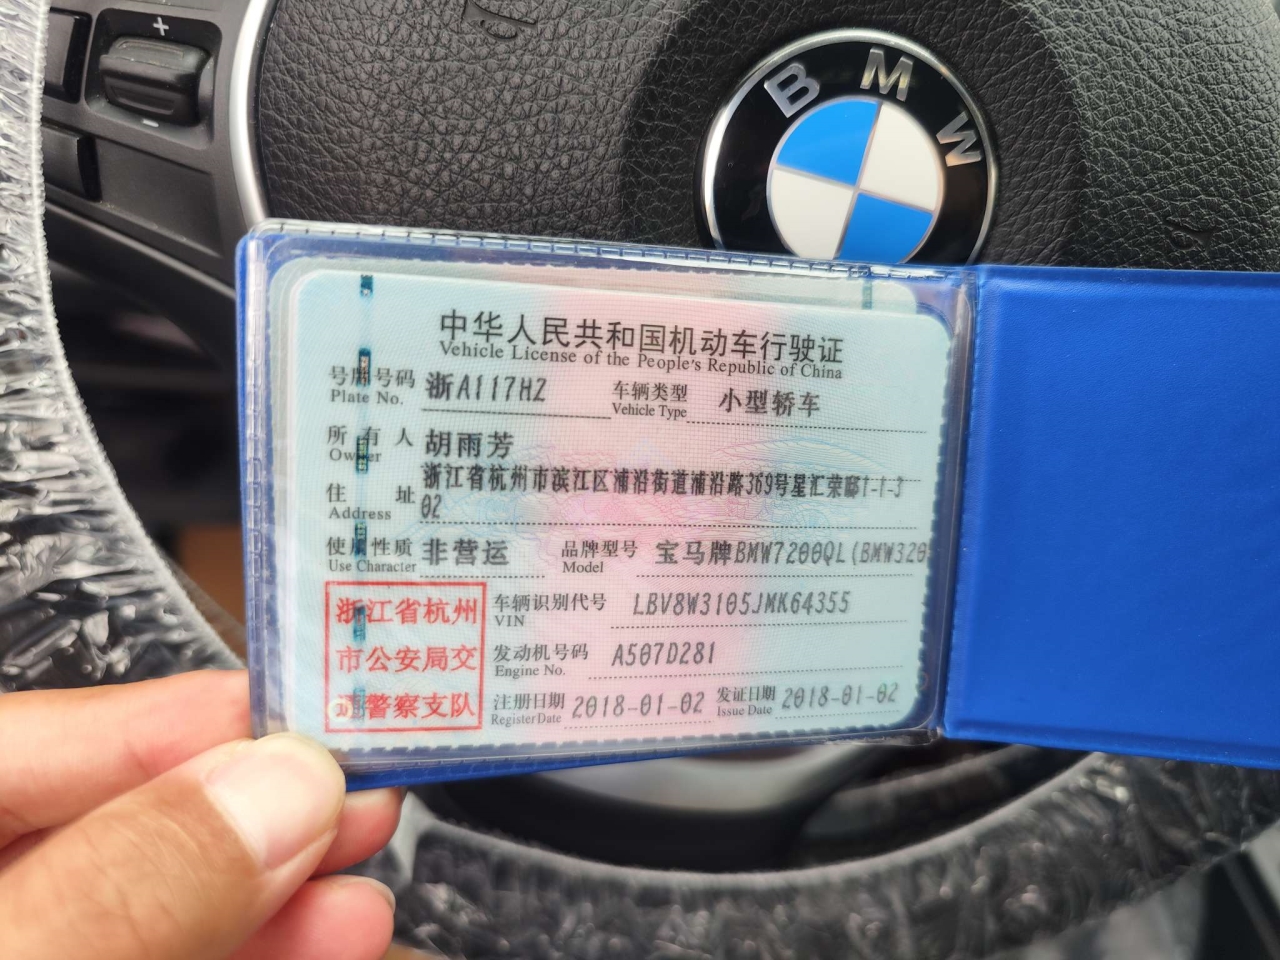 BMW
中华人民共和国机动车行驶证
Vehicle License of the People's Republic of China
号牌号码 浙A117HZ 车辆类型 小型轿车
Plate No. Vehicle Type
所有人 胡雨芳
Owner
浙江省杭州市滨江区浦沿街道浦沿路369号星汇荣邸1-1-3
住址 02
Address
使用性质 非营运 品牌型号 宝马牌BMW7200QL(BMW320
Use Character Model
浙江省杭州 车辆识别代号 LBV8W3105JMK64355
VIN
市公安局交 发动机号码 A507D281
Engine No.
通警察支队 注册日期 2018-01-02 发证日期 2018-01-02
Register Date Issue Date